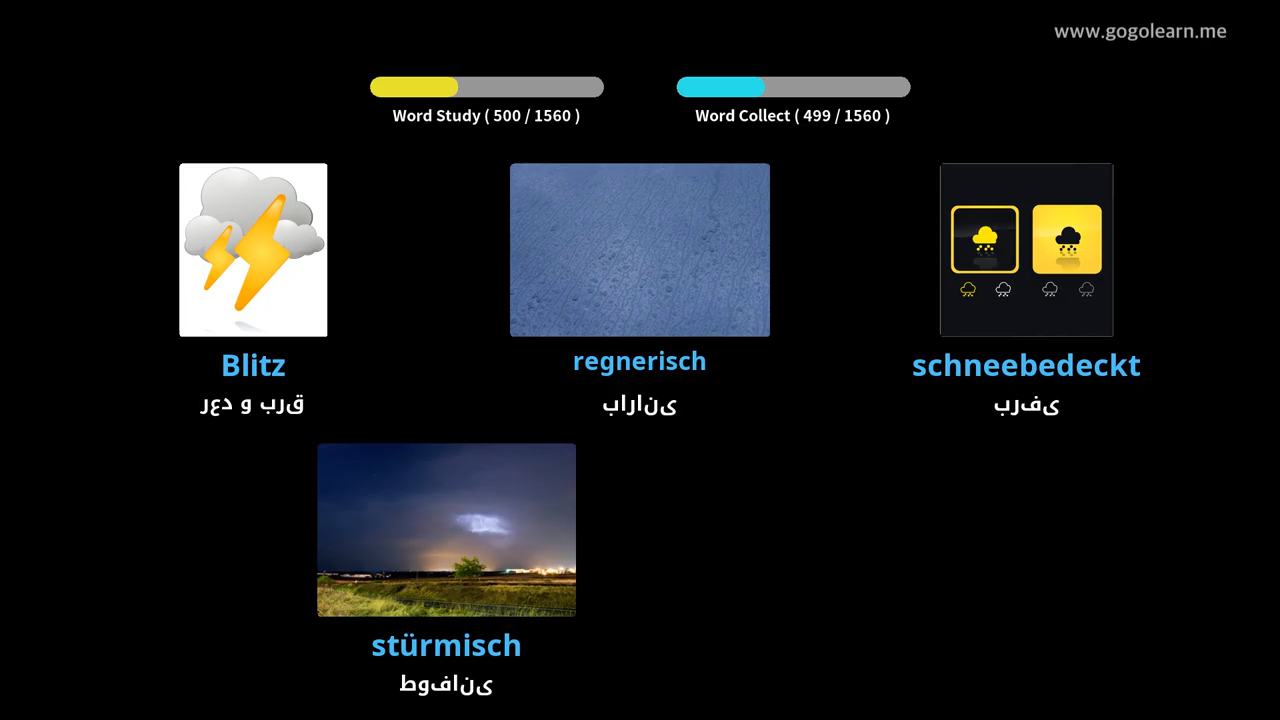 www.gogolearn.me
Word Study ( 500 / 1560 )
Word Collect ( 499 / 1560 )
Blitz
قرب و دعر
regnerisch
یناراب
schneebedeckt
یفرب
stürmisch
ینافوط